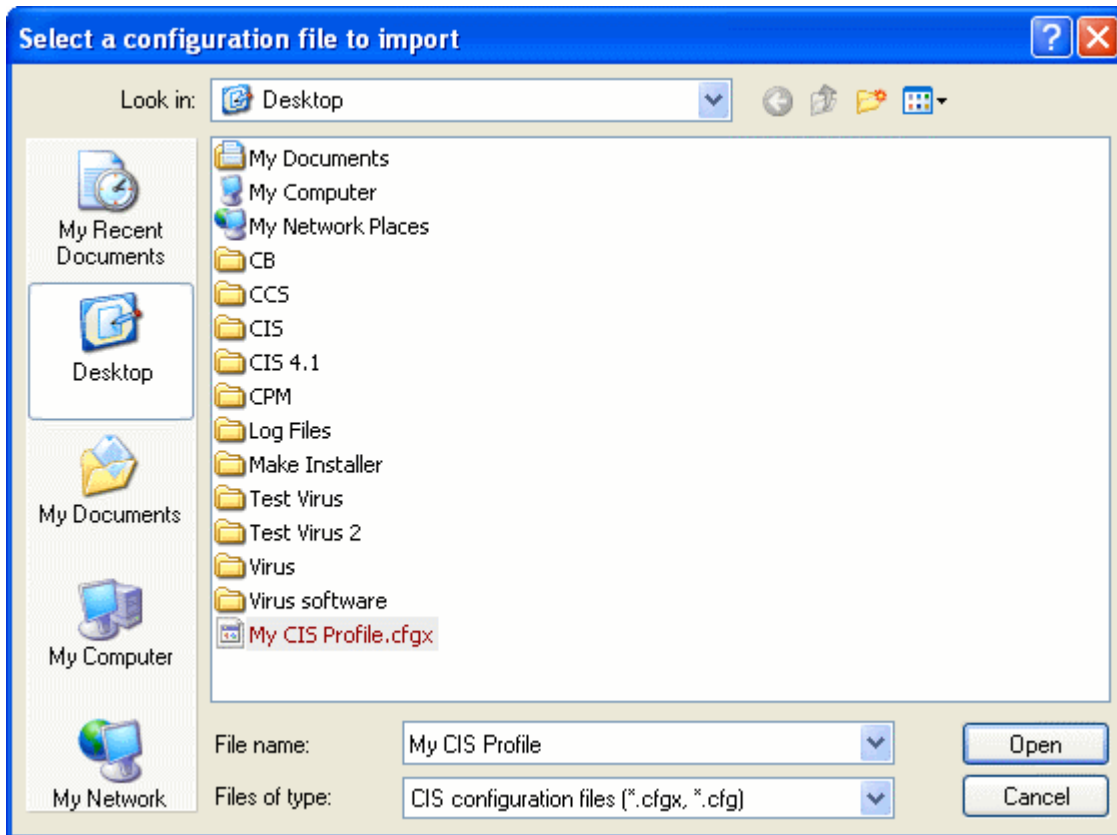 Select a configuration file to import
?
Look in:
Desktop
My Recent
Documents
Desktop
My Documents
My Computer
My Network
My Documents
My Computer
My Network Places
CB
CCS
CIS
CIS 4.1
CPM
Log Files
Make Installer
Test Virus
Test Virus 2
Virus
Virus software
My CIS Profile.cfgx
File name:
My CIS Profile
Open
Files of type:
CIS configuration files (*.cfgx, *.cfg)
Cancel